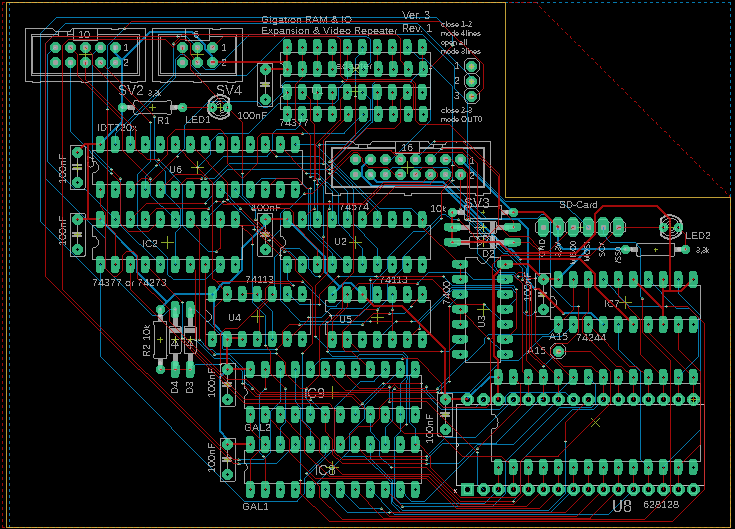 Gigatron RAM & IO
Expansion & Video Repeater
Ver. 3
Rev. 1
close 1-2
mode 4lines
open all
mode 3lines
1
2
3
close 2-3
mode OUT0
10
1
2
6
1
2
SV2
3,3k
R1
SV4
LED1
100nF
74377
IDT720x
100nF
U6
16
1
2
SV3
10k
SD-Card
LED2
3,3k
D2
100nF
IC2
100nF
74574
U2
74377 or 74273
74113
74113
U4
U5
7400
U3
100nF
IC7
74244
A15
A15
R2 10k
D4
D3
100nF
IC9
GAL2
100nF
100nF
IC8
GAL1
U8
628128